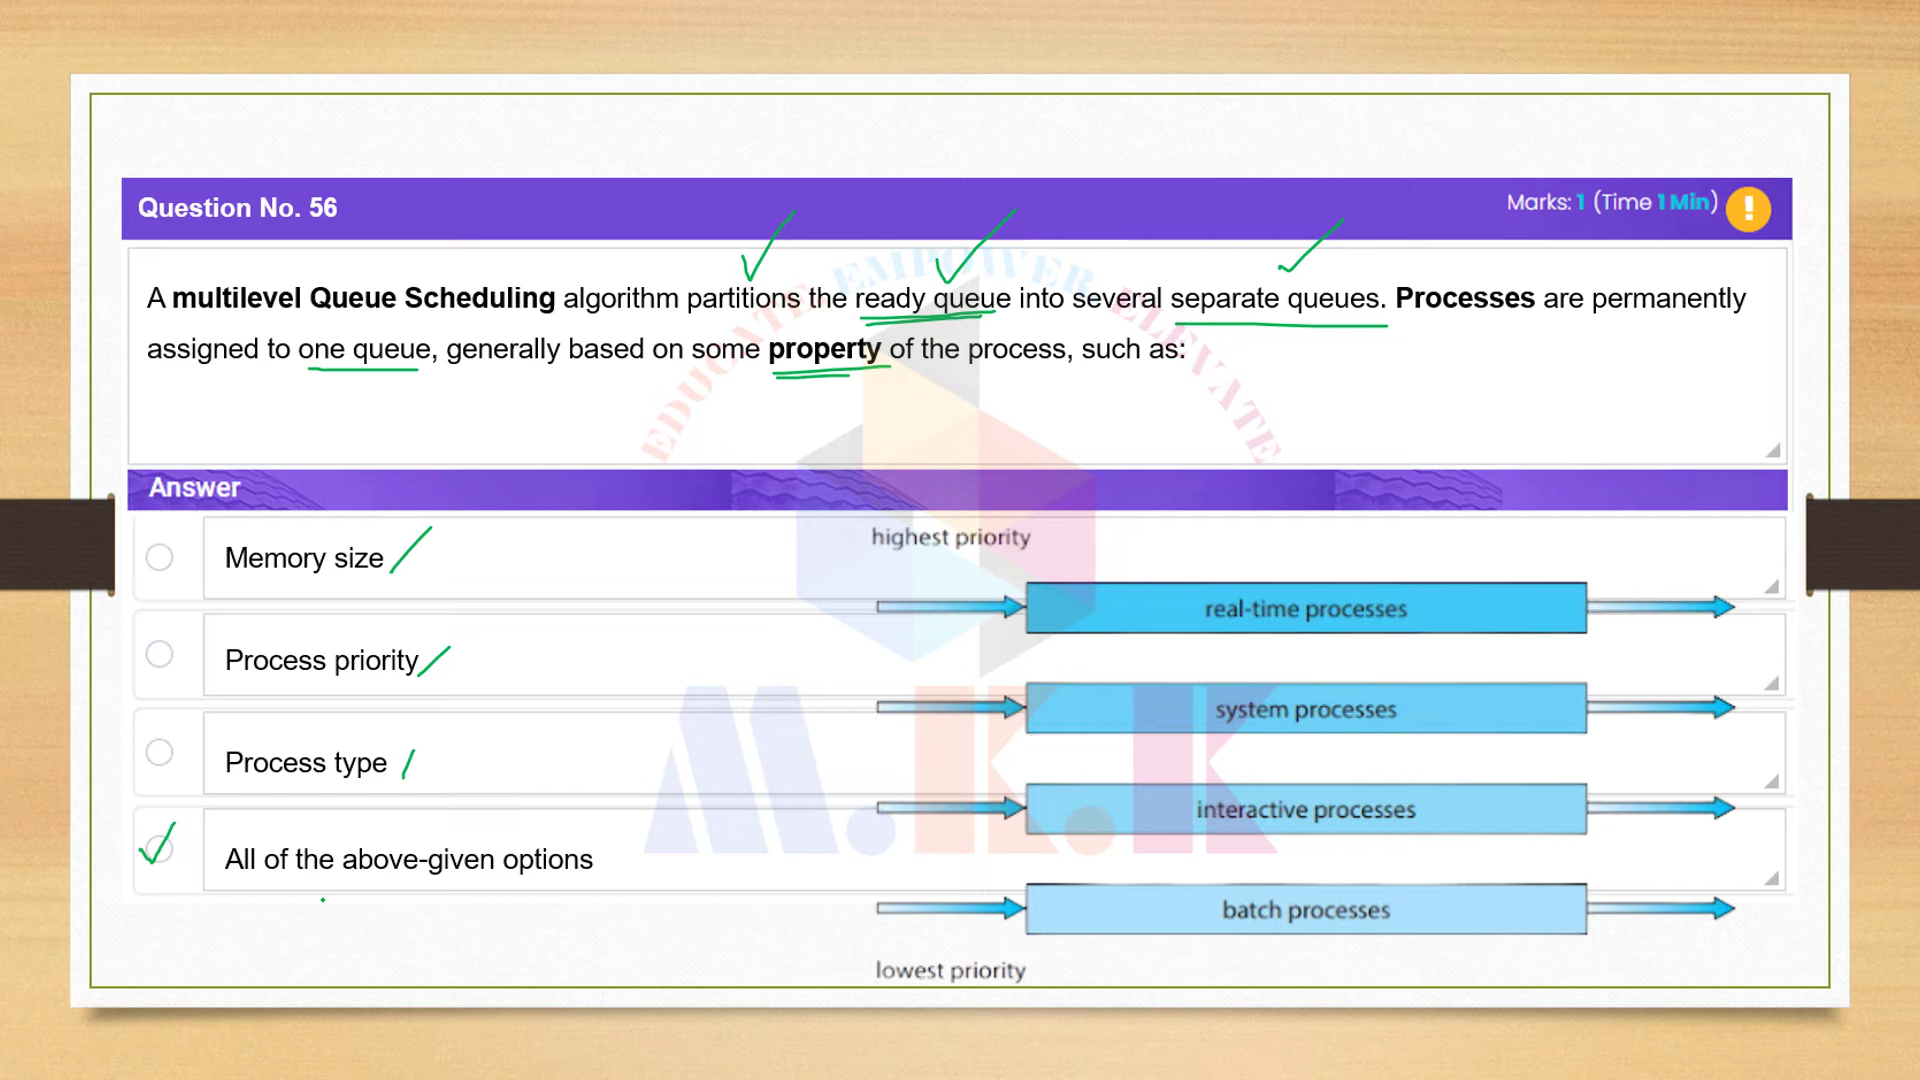 Question No. 56
Marks: 1 (Time 1 Min)
!
A multilevel Queue Scheduling algorithm partitions the ready queue into several separate queues. Processes are permanently
assigned to one queue, generally based on some property of the process, such as:
EDUCATE EMPOWER ELEVATE
Answer
Memory size
Process priority
Process type
All of the above-given options
highest priority
real-time processes
system processes
interactive processes
batch processes
lowest priority
M.K.K